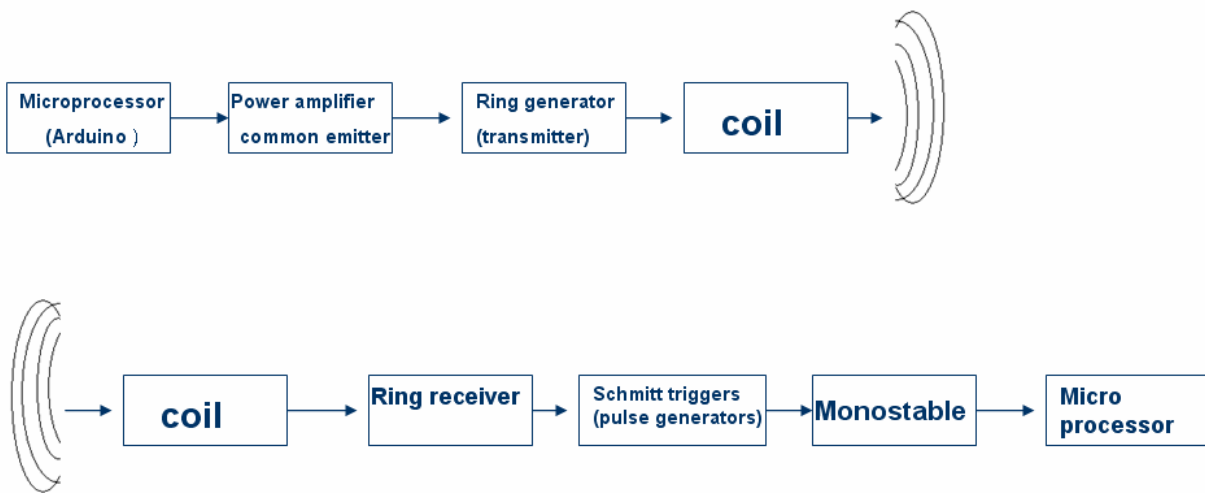 Microprocessor
(Arduino )
Power amplifier
common emitter
Ring generator
(transmitter)
coil
coil
Ring receiver
Schmitt triggers
(pulse generators)
Monostable
Micro
processor